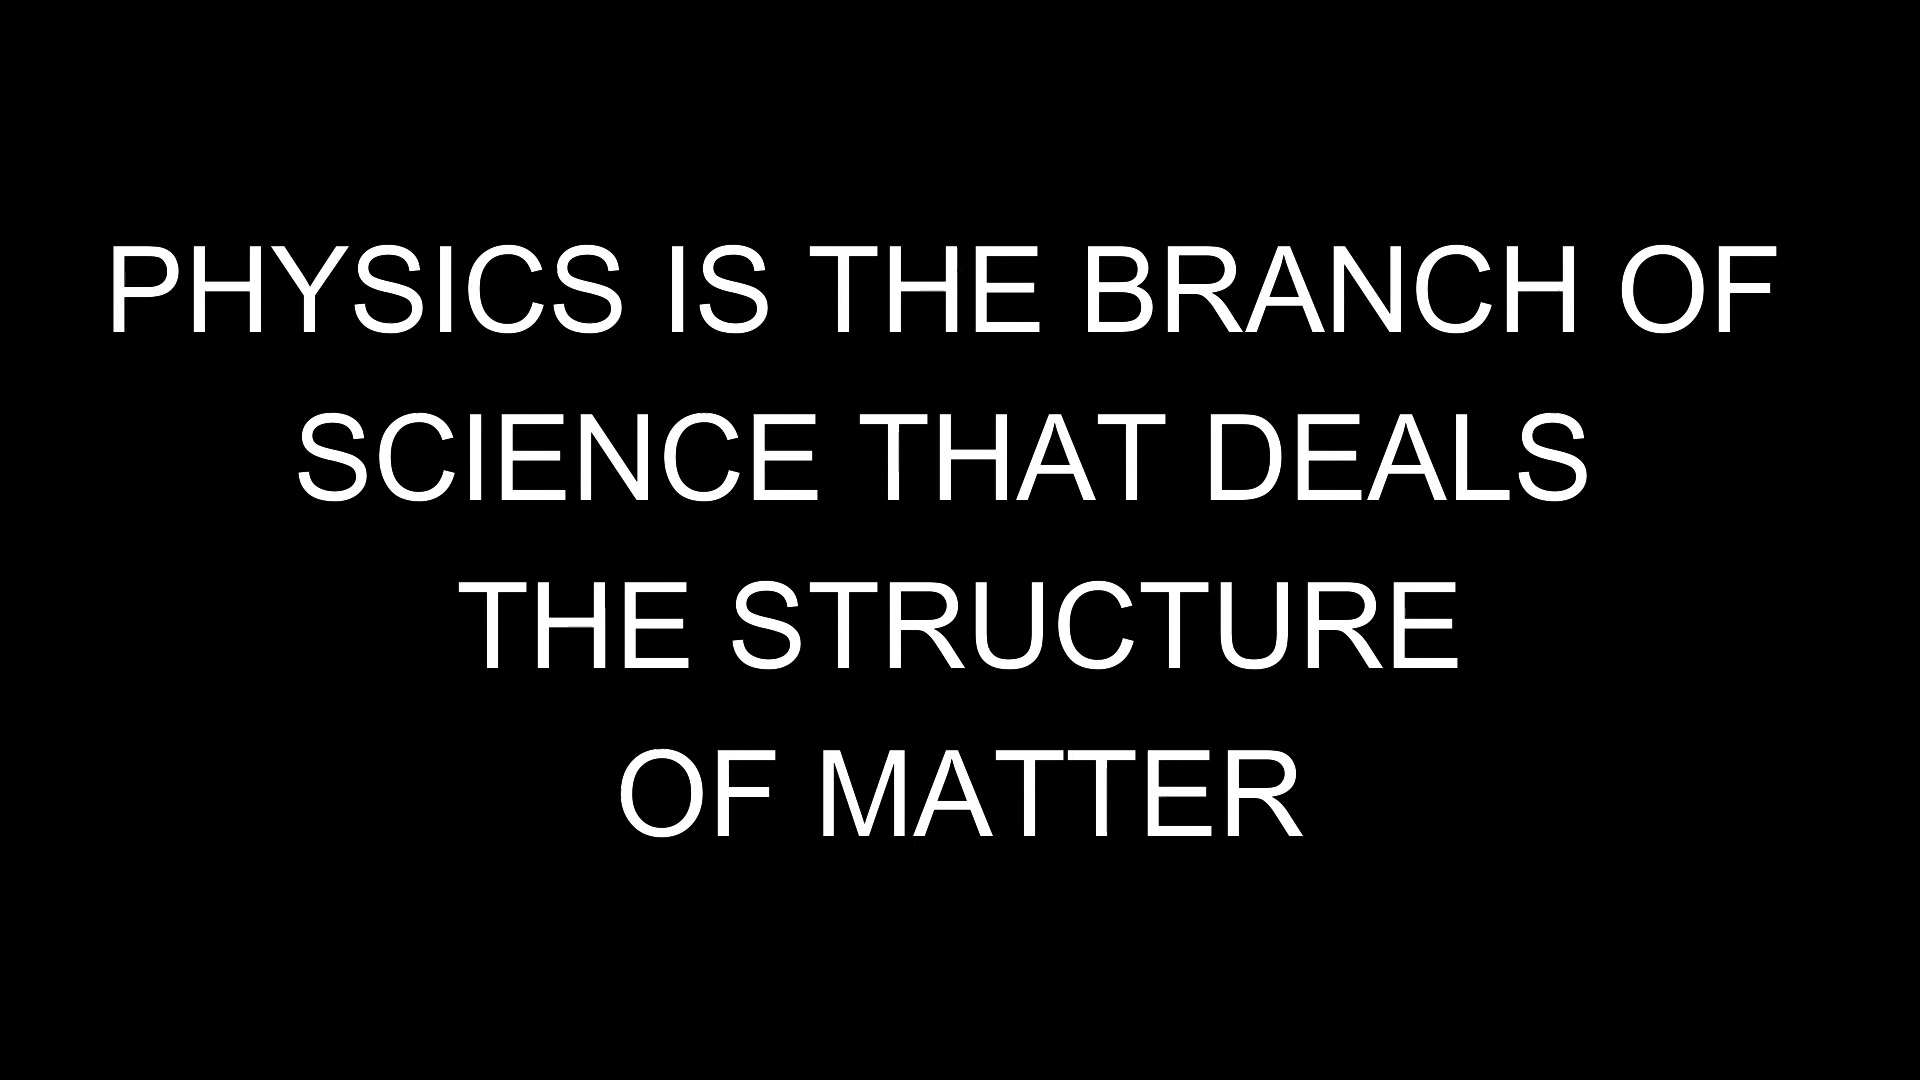 PHYSICS IS THE BRANCH OF
SCIENCE THAT DEALS
THE STRUCTURE
OF MATTER